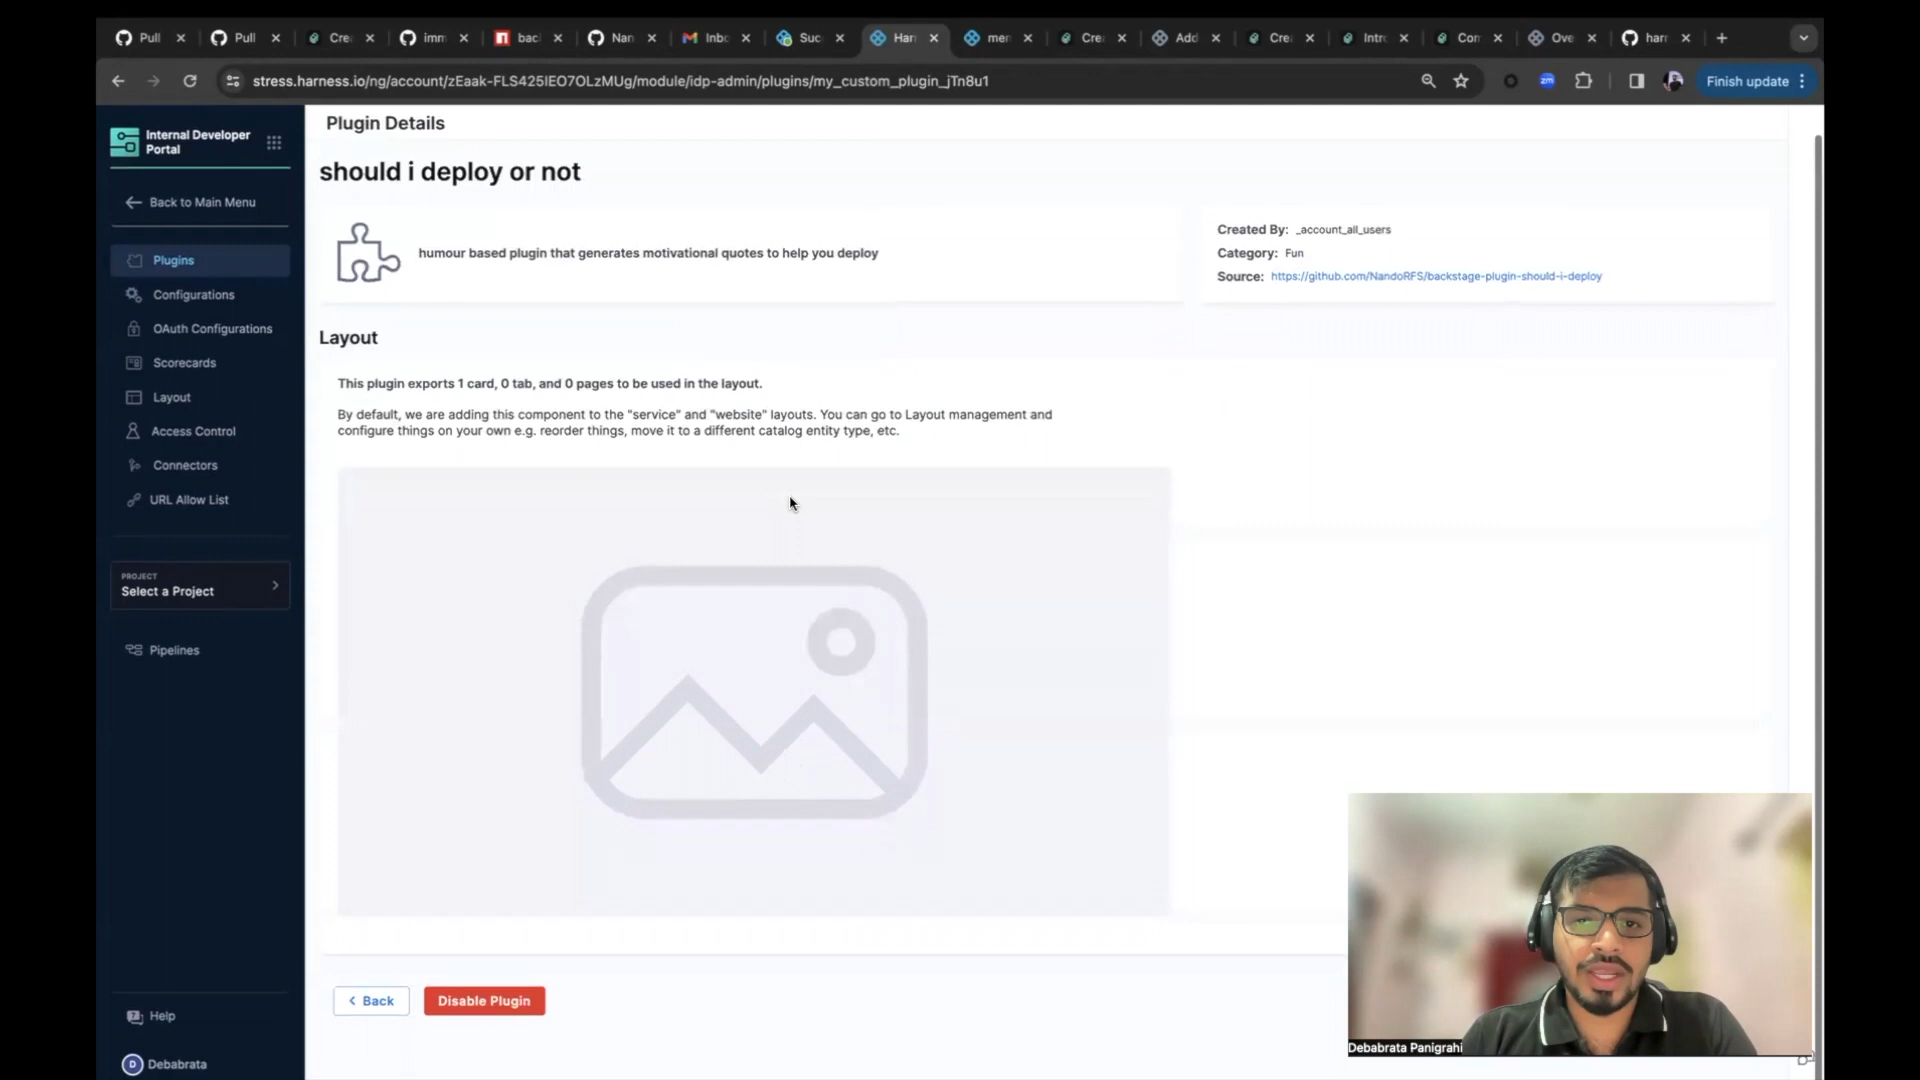 Pull
Pull
Cre
imm
bac
Nan
Inbo
Suc
Har
mer
Cre
Add
Cre
Intr
Con
Ove
harr
stress.harness.io/ng/account/zEaak-FLS425IEO7OLzMUg/module/idp-admin/plugins/my_custom_plugin_jTn8u1
zm
Finish update
Internal Developer
Portal
Back to Main Menu
Plugins
Configurations
OAuth Configurations
Scorecards
Layout
Access Control
Connectors
URL Allow List
PROJECT
Select a Project
Pipelines
Help
D Debabrata
Plugin Details
should i deploy or not
humour based plugin that generates motivational quotes to help you deploy
Created By: _account_all_users
Category: Fun
Source: https://github.com/NandoRFS/backstage-plugin-should-i-deploy
Layout
This plugin exports 1 card, 0 tab, and 0 pages to be used in the layout.
By default, we are adding this component to the "service" and "website" layouts. You can go to Layout management and
configure things on your own e.g. reorder things, move it to a different catalog entity type, etc.
Back
Disable Plugin
Debabrata Panigrahi